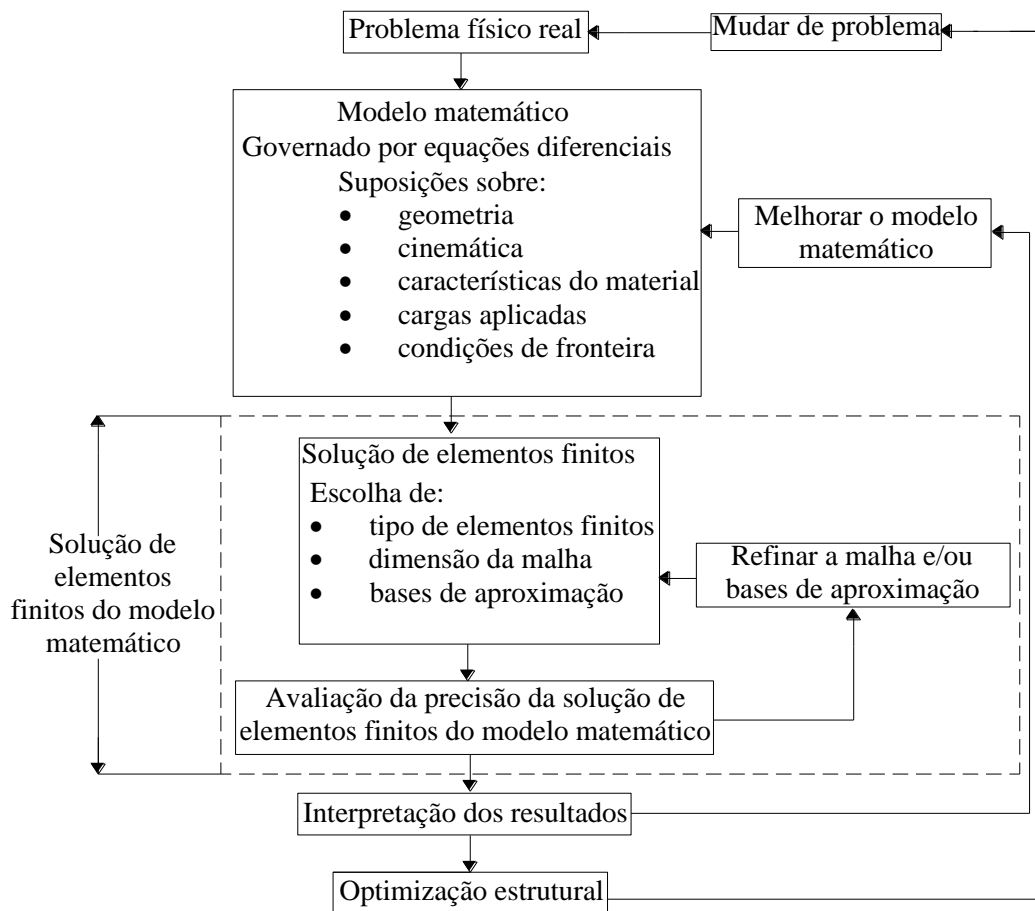 Problema físico real
Mudar de problema
Modelo matemático
Governado por equações diferenciais
Suposições sobre:
• geometria
• cinemática
• características do material
• cargas aplicadas
• condições de fronteira
Melhorar o modelo
matemático
Solução de elementos finitos
Escolha de:
• tipo de elementos finitos
• dimensão da malha
• bases de aproximação
Refinar a malha e/ou
bases de aproximação
Solução de
elementos
finitos do modelo
matemático
Avaliação da precisão da solução de
elementos finitos do modelo matemático
Interpretação dos resultados
Optimização estrutural